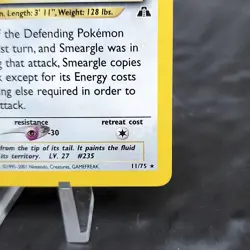 n. Length: 3' 11", Weight: 128 lbs.
f the Defending Pokémon
st turn, and Smeargle was in
g that attack, Smeargle copies
k except for its Energy costs
ing else required in order to
ttack.
resistance retreat cost
-30
from the tip of its tail. It paints the fluid
its territory. LV. 27 #235
©1995-2001 Nintendo, Creatures, GAMEFREAK. 11/75 ★